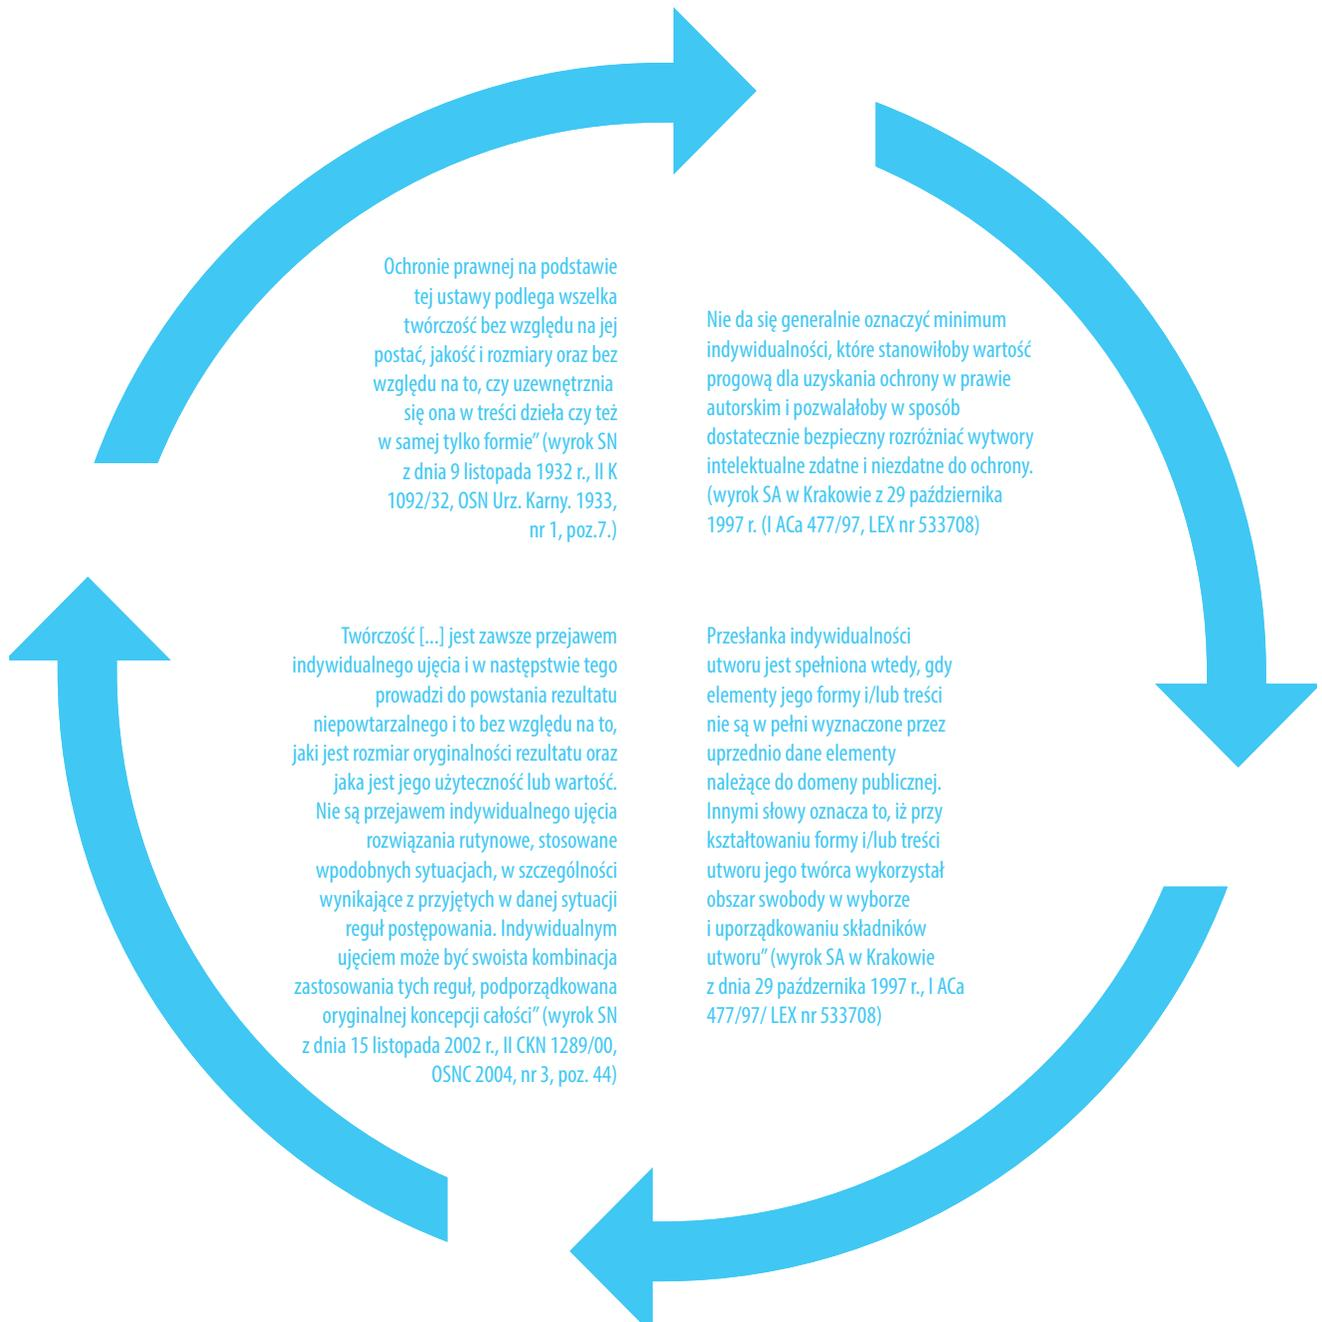 Ochronie prawnej na podstawie
tej ustawy podlega wszelka
twórczość bez względu na jej
postać, jakość i rozmiary oraz bez
względu na to, czy uzewnętrznia
się ona w treści dzieła czy też
w samej tylko formie” (wyrok SN
z dnia 9 listopada 1932 r., II K
1092/32, OSN Urz. Karny. 1933,
nr 1, poz.7.)
Nie da się generalnie oznaczyć minimum
indywidualności, które stanowiłoby wartość
progową dla uzyskania ochrony w prawie
autorskim i pozwalałoby w sposób
dostatecznie bezpieczny rozróżniać wytwory
intelektualne zdatne i niezdatne do ochrony.
(wyrok SA w Krakowie z 29 października
1997 r. (I ACa 477/97, LEX nr 533708)
Twórczość [...] jest zawsze przejawem
indywidualnego ujęcia i w następstwie tego
prowadzi do powstania rezultatu
niepowtarzalnego i to bez względu na to,
jaki jest rozmiar oryginalności rezultatu oraz
jaka jest jego użyteczność lub wartość.
Nie są przejawem indywidualnego ujęcia
rozwiązania rutynowe, stosowane
wpodobnych sytuacjach, w szczególności
wynikające z przyjętych w danej sytuacji
reguł postępowania. Indywidualnym
ujęciem może być swoista kombinacja
zastosowania tych reguł, podporządkowana
oryginalnej koncepcji całości” (wyrok SN
z dnia 15 listopada 2002 r., II CKN 1289/00,
OSNC 2004, nr 3, poz. 44)
Przesłanka indywidualności
utworu jest spełniona wtedy, gdy
elementy jego formy i/lub treści
nie są w pełni wyznaczone przez
uprzednio dane elementy
należące do domeny publicznej.
Innymi słowy oznacza to, iż przy
kształtowaniu formy i/lub treści
utworu jego twórca wykorzystał
obszar swobody w wyborze
i uporządkowaniu składników
utworu” (wyrok SA w Krakowie
z dnia 29 paździenika 1997 r., I ACa
477/97/ LEX nr 533708)